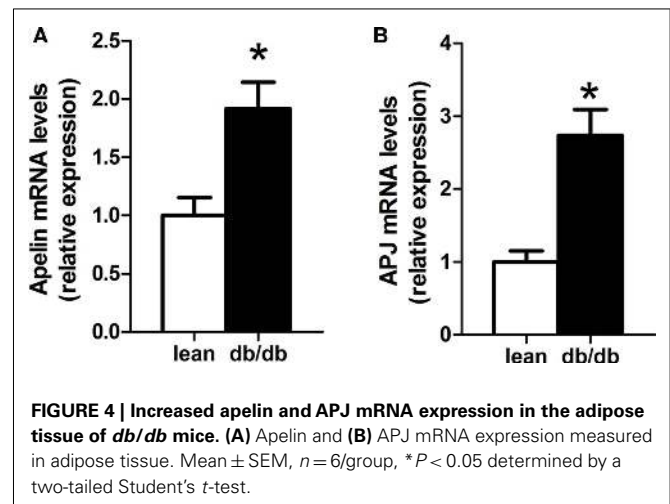 A
2.5
2.0
1.5
1.0
0.5
0.0
Apelin mRNA levels
(relative expression)
*
lean db/db
B
4
3
2
1
0
APJ mRNA levels
(relative expression)
*
lean db/db
FIGURE 4 | Increased apelin and APJ mRNA expression in the adipose
tissue of db/db mice. (A) Apelin and (B) APJ mRNA expression measured
in adipose tissue. Mean ± SEM, n = 6/group, *P < 0.05 determined by a
two-tailed Student's t-test.